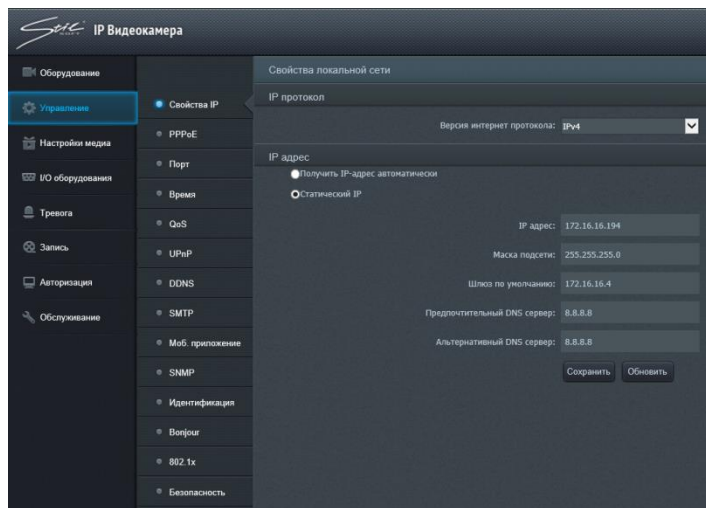 Stil SOFT IP Видеокамера
Оборудование
Управление
Настройки медиа
I/O оборудования
Тревога
Запись
Авторизация
Обслуживание
Свойства IP
PPPoE
Порт
Время
QoS
UPnP
DDNS
SMTP
Моб. приложение
SNMP
Идентификация
Bonjour
802.1x
Безопасность
Свойства локальной сети
IP протокол
Версия интернет протокола: IPv4
IP адрес
Получить IP-адрес автоматически
Статический IP
IP адрес: 172.16.16.194
Маска подсети: 255.255.255.0
Шлюз по умолчанию: 172.16.16.4
Предпочтительный DNS сервер: 8.8.8.8
Альтернативный DNS сервер: 8.8.8.8
Сохранить Обновить